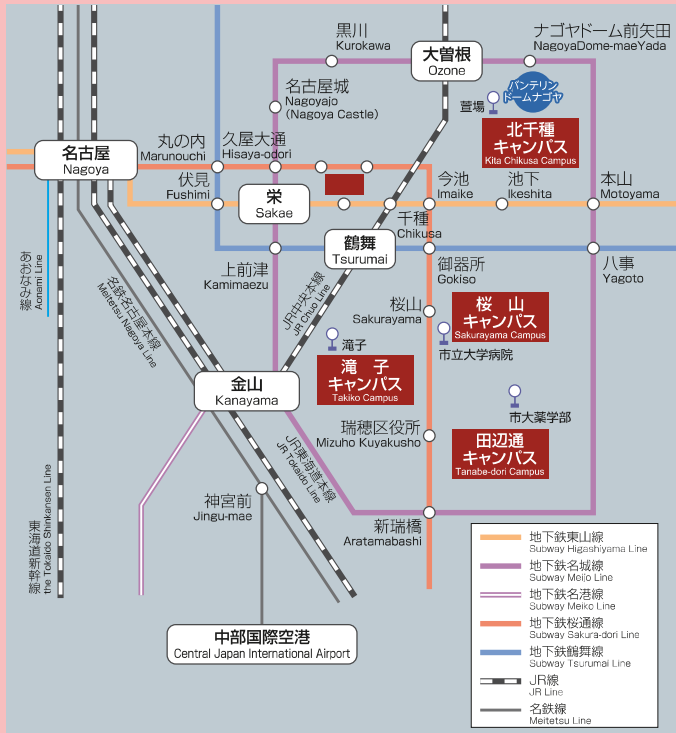 黒川
Kurokawa
大曽根
Ozone
ナゴヤドーム前矢田
NagoyaDome-maeYada
名古屋城
Nagoyajo
(Nagoya Castle)
萱場
バンテリン
ドームナゴヤ
北千種
キャンパス
Kita Chikusa Campus
名古屋
Nagoya
丸の内
Marunouchi
久屋大通
Hisaya-odori
伏見
Fushimi
栄
Sakae
今池
Imaike
池下
Ikeshita
本山
Motoyama
千種
Chikusa
鶴舞
Tsurumai
上前津
Kamimaezu
御器所
Gokiso
八事
Yagoto
あおなみ線
Aonami Line
名鉄名古屋本線
Meitetsu Nagoya Line
JR中央本線
JR Chuo Line
桜山
Sakurayama
桜 山
キャンパス
Sakurayama Campus
市立大学病院
滝子
滝 子
キャンパス
Takiko Campus
金山
Kanayama
市大薬学部
瑞穂区役所
Mizuho Kuyakusho
田辺通
キャンパス
Tanabe-dori Campus
JR東海道本線
JR Tokaido Line
神宮前
Jingu-mae
新瑞橋
Aratamabashi
東海道新幹線
the Tokaido Shinkansen Line
中部国際空港
Central Japan International Airport
地下鉄東山線
Subway Higashiyama Line
地下鉄名城線
Subway Meijo Line
地下鉄名港線
Subway Meiko Line
地下鉄桜通線
Subway Sakura-dori Line
地下鉄鶴舞線
Subway Tsurumai Line
JR線
JR Line
名鉄線
Meitetsu Line